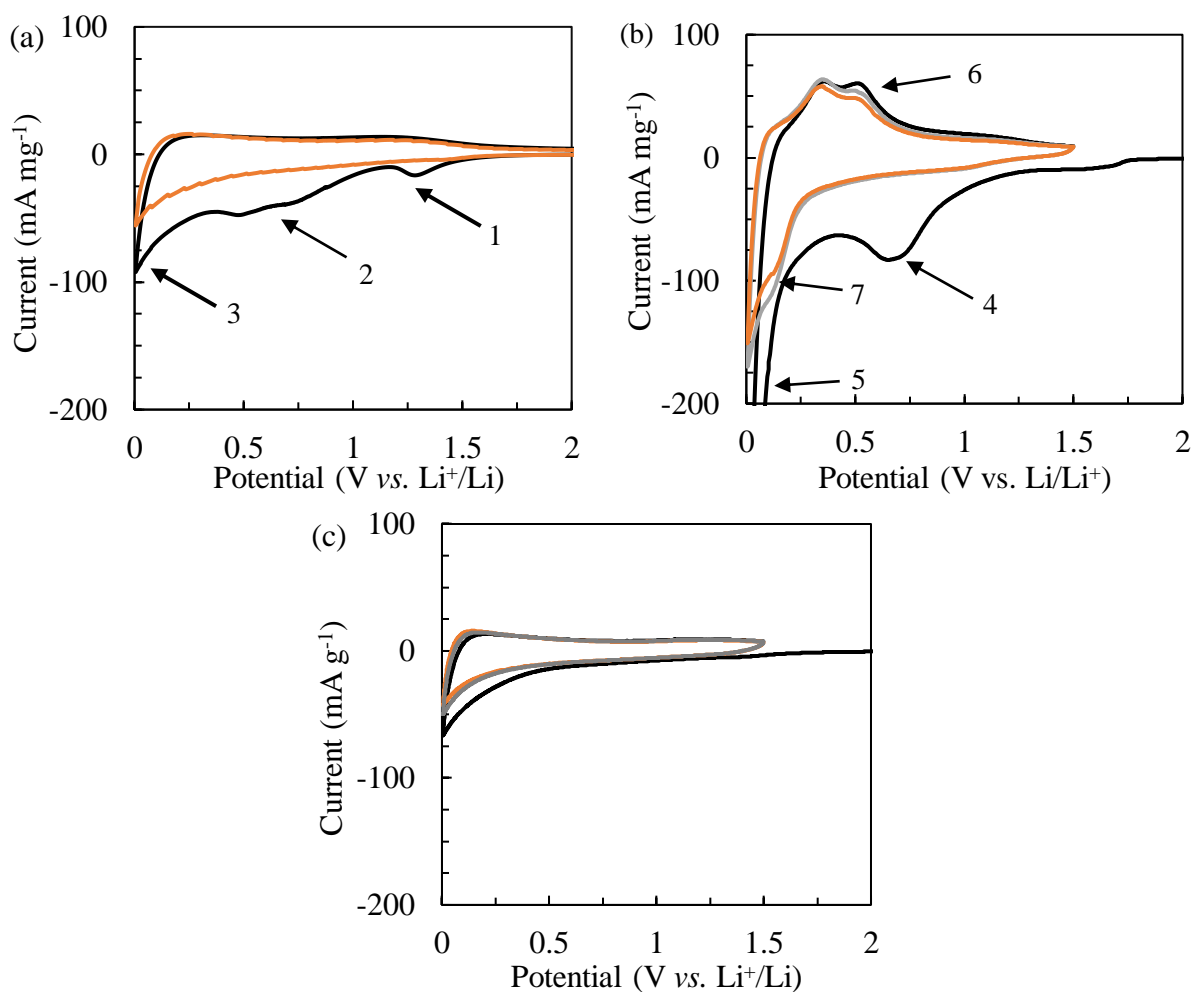 (a)
Current (mA mg-1)
100
0
-100
-200
1
2
3
0 0.5 1 1.5 2
Potential (V vs. Li+/Li)
(b)
Current (mA mg-1)
100
0
-100
-200
6
7
4
5
0 0.5 1 1.5 2
Potential (V vs. Li/Li+)
(c)
Current (mA g-1)
100
0
-100
-200
0 0.5 1 1.5 2
Potential (V vs. Li+/Li)